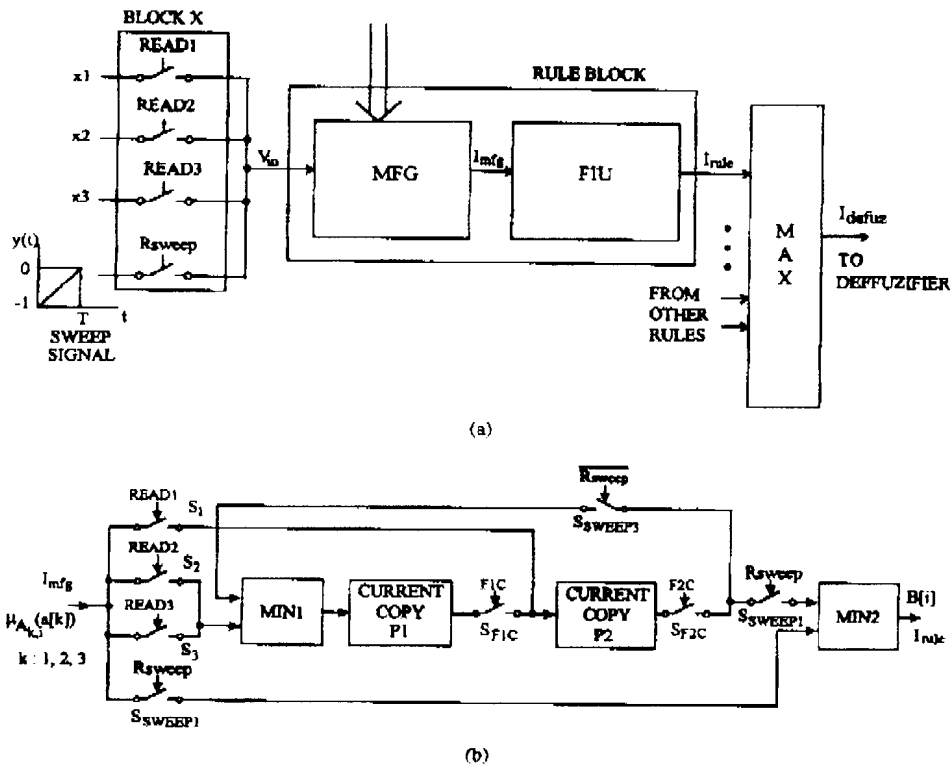 BLOCK X
READ1
x1
READ2
x2
READ3
x3
Rsweep
y(t)
0
-1
T
t
SWEEP
SIGNAL
Vin
RULE BLOCK
MFG
Imfg
FIU
Irule
MAX
Idefuz
TO
DEFFUZIFIER
FROM
OTHER
RULES
(a)
READ1
S1
READ2
S2
READ3
S3
Imfg
μAk,i(a[k])
k : 1, 2, 3
Rsweep
SSWEEP1
MIN1
CURRENT
COPY
P1
F1C
SF1C
CURRENT
COPY
P2
F2C
SF2C
Rsweep
SSWEEP3
Rsweep
SSWEEP1
MIN2
B[i]
Irule
(b)